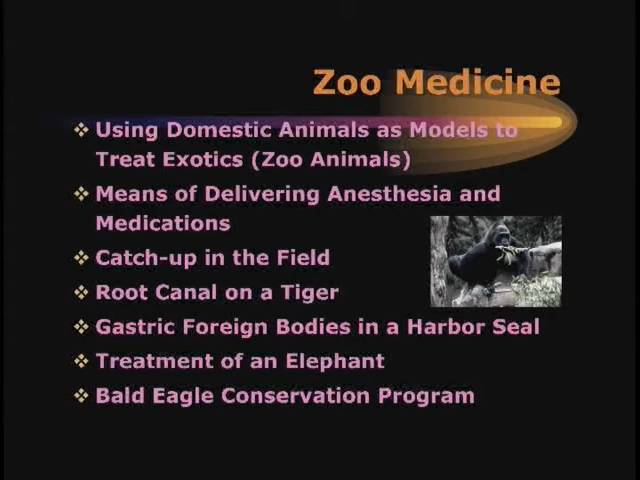 Zoo Medicine
Using Domestic Animals as Models to
Treat Exotics (Zoo Animals)
Means of Delivering Anesthesia and
Medications
Catch-up in the Field
Root Canal on a Tiger
Gastric Foreign Bodies in a Harbor Seal
Treatment of an Elephant
Bald Eagle Conservation Program